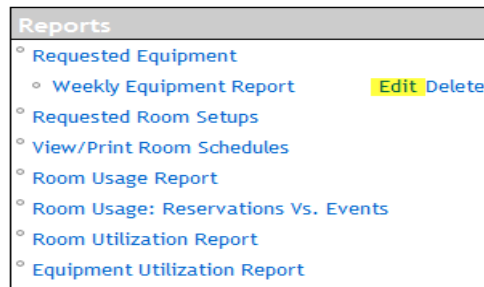 Reports
Requested Equipment
Weekly Equipment Report Edit Delete
Requested Room Setups
View/Print Room Schedules
Room Usage Report
Room Usage: Reservations Vs. Events
Room Utilization Report
Equipment Utilization Report